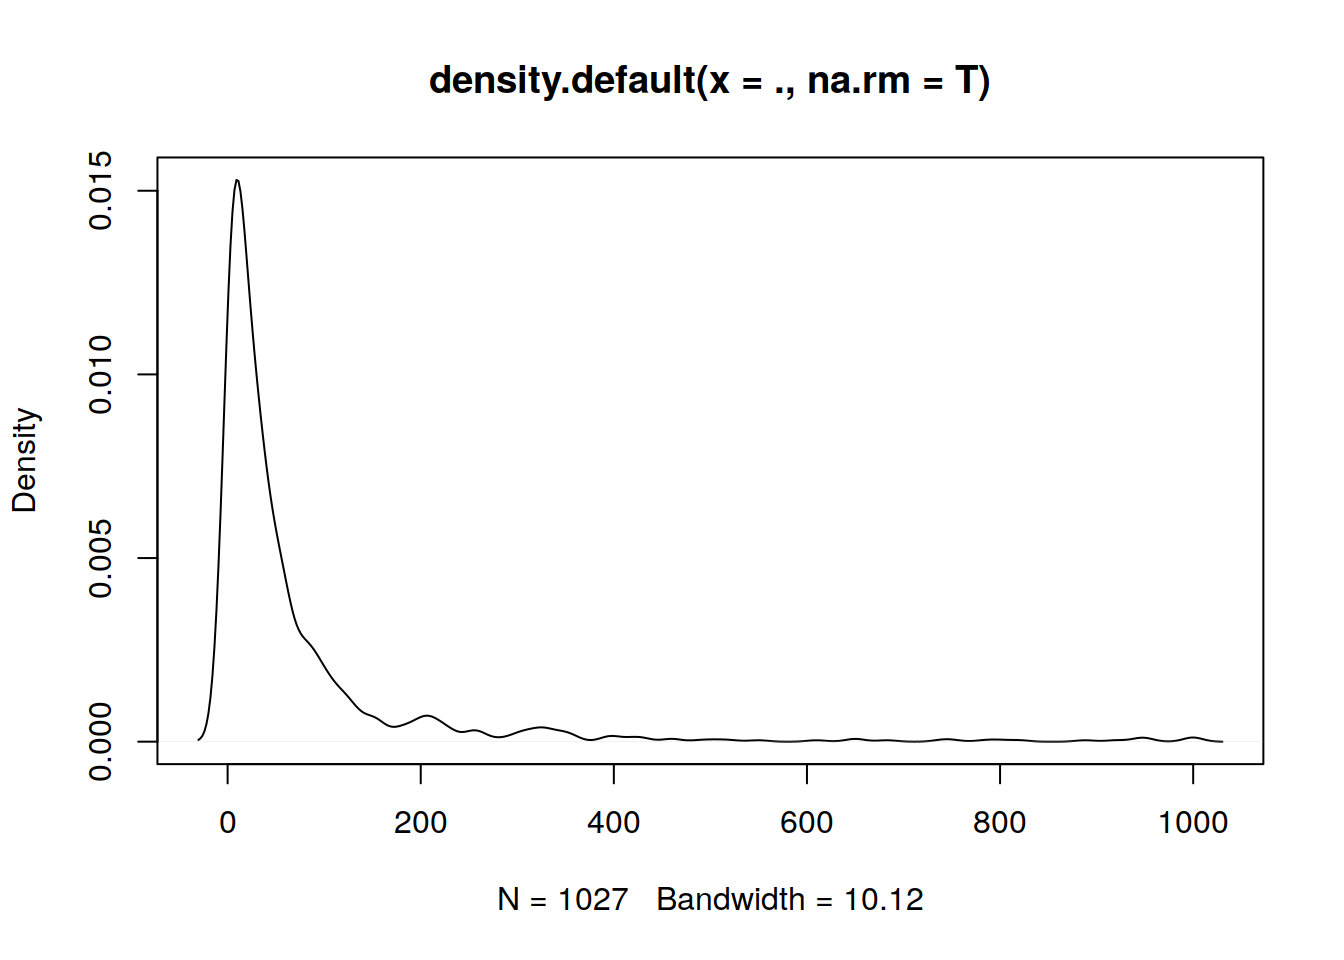 density.default(x = ., na.rm = T)
Density
0.015
0.010
0.005
0.000
0 200 400 600 800 1000
N = 1027 Bandwidth = 10.12